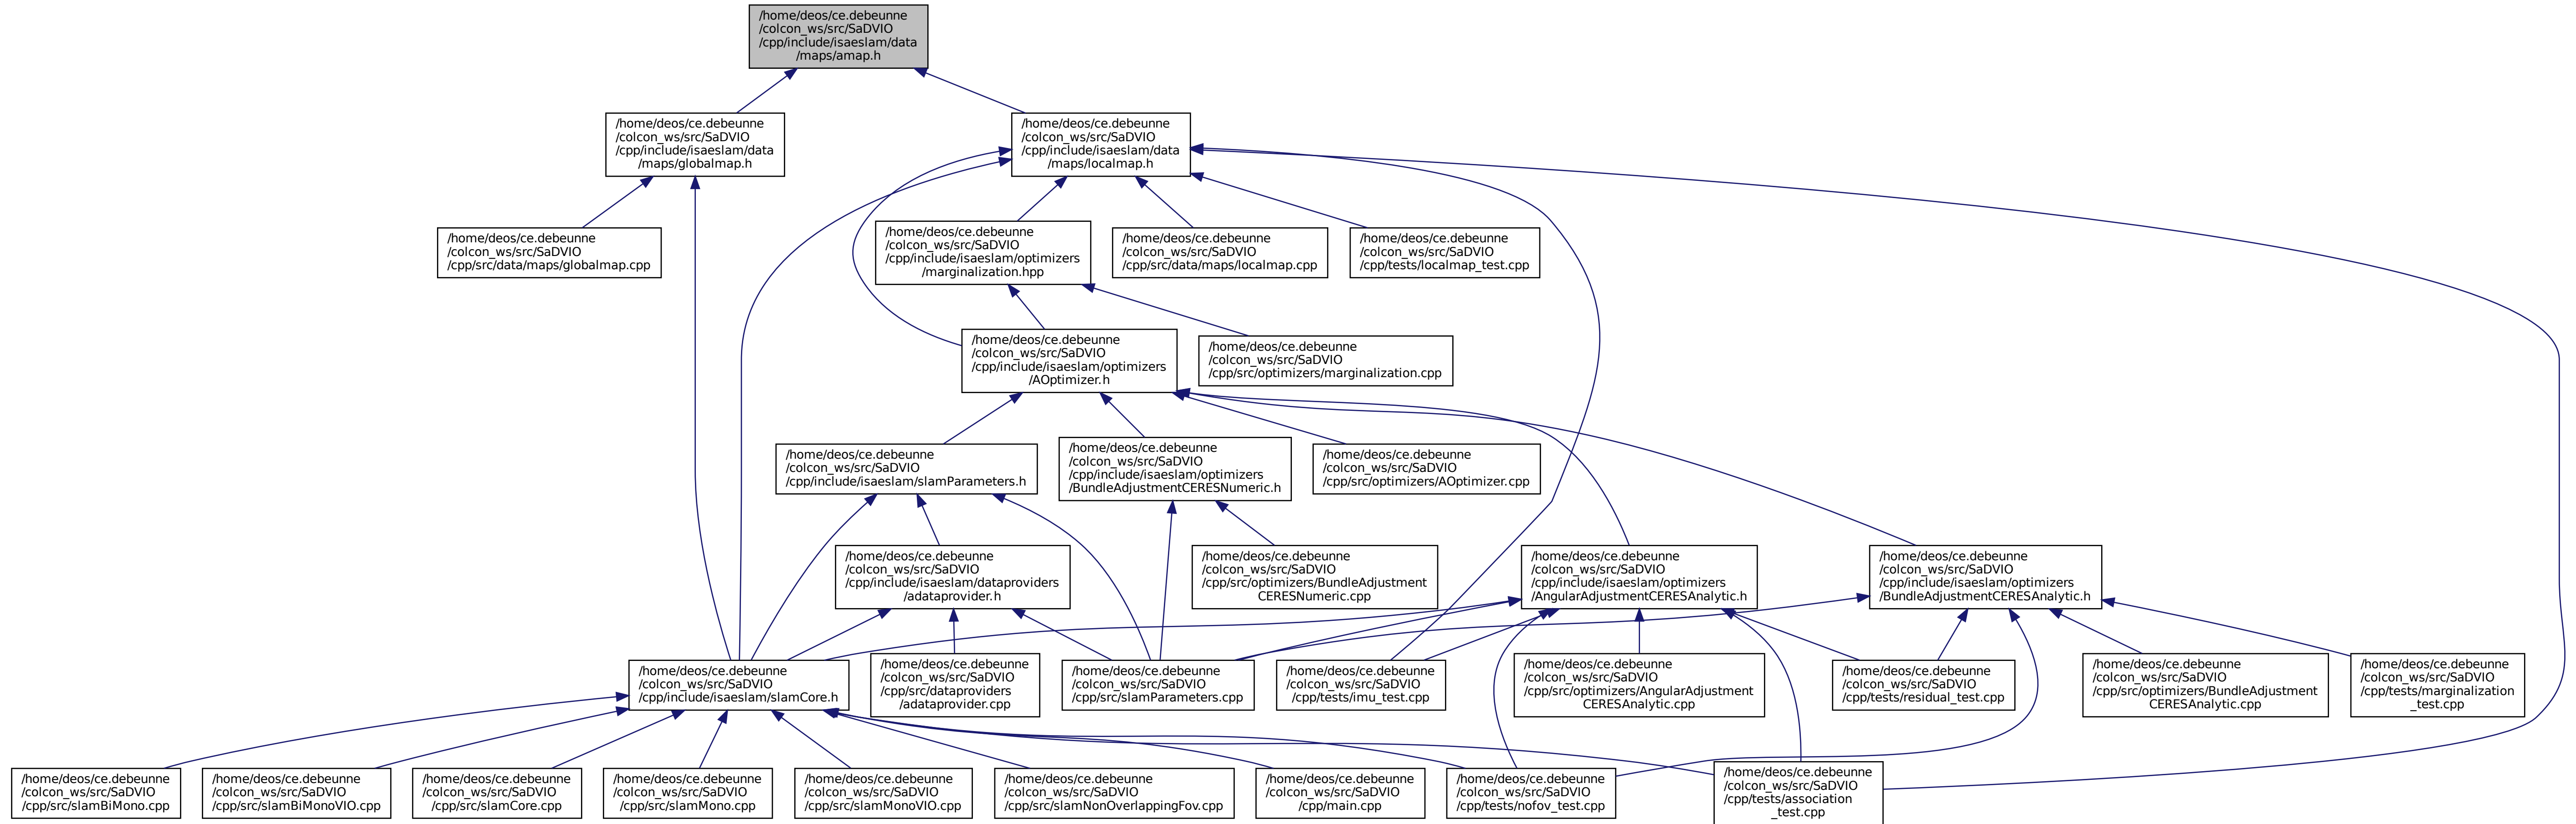 /home/deos/ce.debeunne
/colcon_ws/src/SaDVIO
/cpp/include/isaeslam/data
/maps/amap.h
/home/deos/ce.debeunne
/colcon_ws/src/SaDVIO
/cpp/include/isaeslam/data
/maps/globalmap.h
/home/deos/ce.debeunne
/colcon_ws/src/SaDVIO
/cpp/include/isaeslam/data
/maps/localmap.h
/home/deos/ce.debeunne
/colcon_ws/src/SaDVIO
/cpp/src/data/maps/globalmap.cpp
/home/deos/ce.debeunne
/colcon_ws/src/SaDVIO
/cpp/include/isaeslam/optimizers
/marginalization.hpp
/home/deos/ce.debeunne
/colcon_ws/src/SaDVIO
/cpp/src/data/maps/localmap.cpp
/home/deos/ce.debeunne
/colcon_ws/src/SaDVIO
/cpp/tests/localmap_test.cpp
/home/deos/ce.debeunne
/colcon_ws/src/SaDVIO
/cpp/include/isaeslam/optimizers
/AOptimizer.h
/home/deos/ce.debeunne
/colcon_ws/src/SaDVIO
/cpp/src/optimizers/marginalization.cpp
/home/deos/ce.debeunne
/colcon_ws/src/SaDVIO
/cpp/include/isaeslam/slamParameters.h
/home/deos/ce.debeunne
/colcon_ws/src/SaDVIO
/cpp/include/isaeslam/optimizers
/BundleAdjustmentCERESNumeric.h
/home/deos/ce.debeunne
/colcon_ws/src/SaDVIO
/cpp/src/optimizers/AOptimizer.cpp
/home/deos/ce.debeunne
/colcon_ws/src/SaDVIO
/cpp/include/isaeslam/dataproviders
/adataprovider.h
/home/deos/ce.debeunne
/colcon_ws/src/SaDVIO
/cpp/src/optimizers/BundleAdjustment
CERESNumeric.cpp
/home/deos/ce.debeunne
/colcon_ws/src/SaDVIO
/cpp/include/isaeslam/optimizers
/AngularAdjustmentCERESAnalytic.h
/home/deos/ce.debeunne
/colcon_ws/src/SaDVIO
/cpp/include/isaeslam/optimizers
/BundleAdjustmentCERESAnalytic.h
/home/deos/ce.debeunne
/colcon_ws/src/SaDVIO
/cpp/include/isaeslam/slamCore.h
/home/deos/ce.debeunne
/colcon_ws/src/SaDVIO
/cpp/src/dataproviders
/adataprovider.cpp
/home/deos/ce.debeunne
/colcon_ws/src/SaDVIO
/cpp/src/slamParameters.cpp
/home/deos/ce.debeunne
/colcon_ws/src/SaDVIO
/cpp/tests/imu_test.cpp
/home/deos/ce.debeunne
/colcon_ws/src/SaDVIO
/cpp/src/optimizers/AngularAdjustment
CERESAnalytic.cpp
/home/deos/ce.debeunne
/colcon_ws/src/SaDVIO
/cpp/tests/residual_test.cpp
/home/deos/ce.debeunne
/colcon_ws/src/SaDVIO
/cpp/src/optimizers/BundleAdjustment
CERESAnalytic.cpp
/home/deos/ce.debeunne
/colcon_ws/src/SaDVIO
/cpp/tests/marginalization
_test.cpp
/home/deos/ce.debeunne
/colcon_ws/src/SaDVIO
/cpp/src/slamBiMono.cpp
/home/deos/ce.debeunne
/colcon_ws/src/SaDVIO
/cpp/src/slamBiMonoVIO.cpp
/home/deos/ce.debeunne
/colcon_ws/src/SaDVIO
/cpp/src/slamCore.cpp
/home/deos/ce.debeunne
/colcon_ws/src/SaDVIO
/cpp/src/slamMono.cpp
/home/deos/ce.debeunne
/colcon_ws/src/SaDVIO
/cpp/src/slamMonoVIO.cpp
/home/deos/ce.debeunne
/colcon_ws/src/SaDVIO
/cpp/src/slamNonOverlappingFov.cpp
/home/deos/ce.debeunne
/colcon_ws/src/SaDVIO
/cpp/main.cpp
/home/deos/ce.debeunne
/colcon_ws/src/SaDVIO
/cpp/tests/nofov_test.cpp
/home/deos/ce.debeunne
/colcon_ws/src/SaDVIO
/cpp/tests/association
_test.cpp